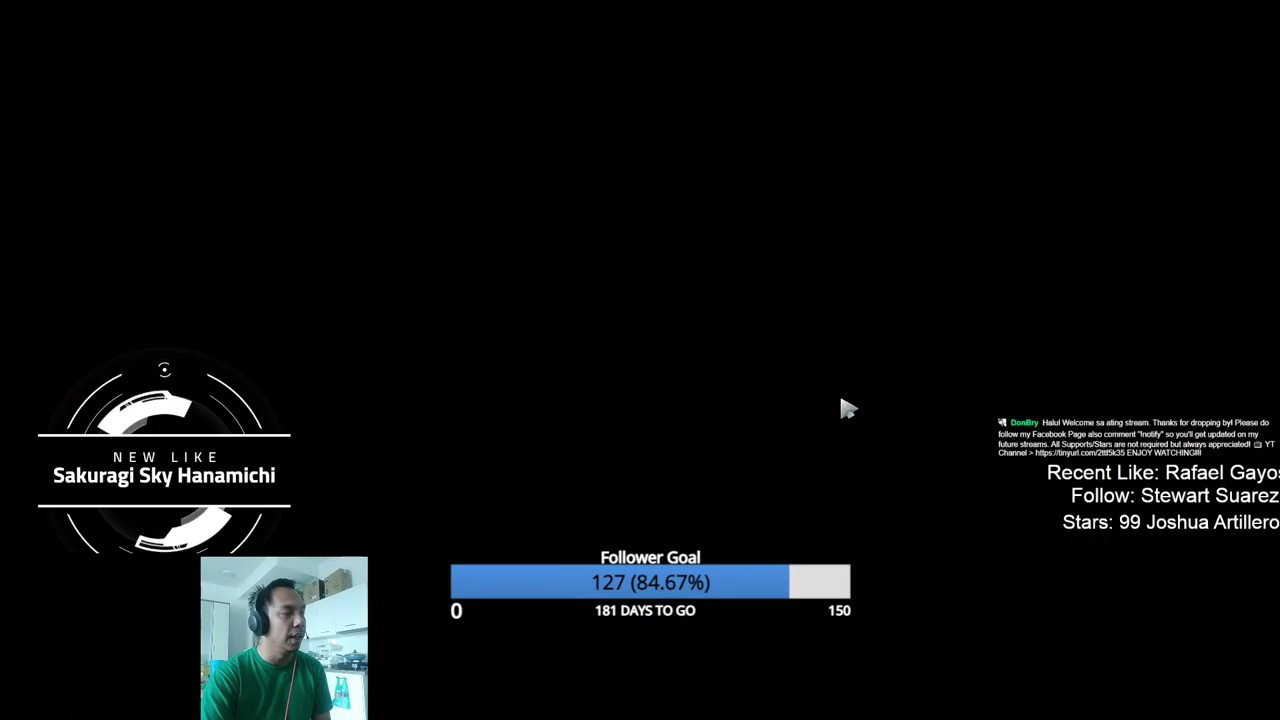 NEW LIKE
Sakuragi Sky Hanamichi
DonBry Halul Welcome sa ating stream. Thanks for dropping by! Please do
follow my Facebook Page also comment "!notify" so you'll get updated on my
future streams. All Supports/Stars are not required but always appreciated! YT
Channel > https://tinyurl.com/2ttf5k35 ENJOY WATCHING!!!
Recent Like: Rafael Gayos
Follow: Stewart Suarez
Stars: 99 Joshua Artillero
Follower Goal
127 (84.67%)
0 181 DAYS TO GO 150